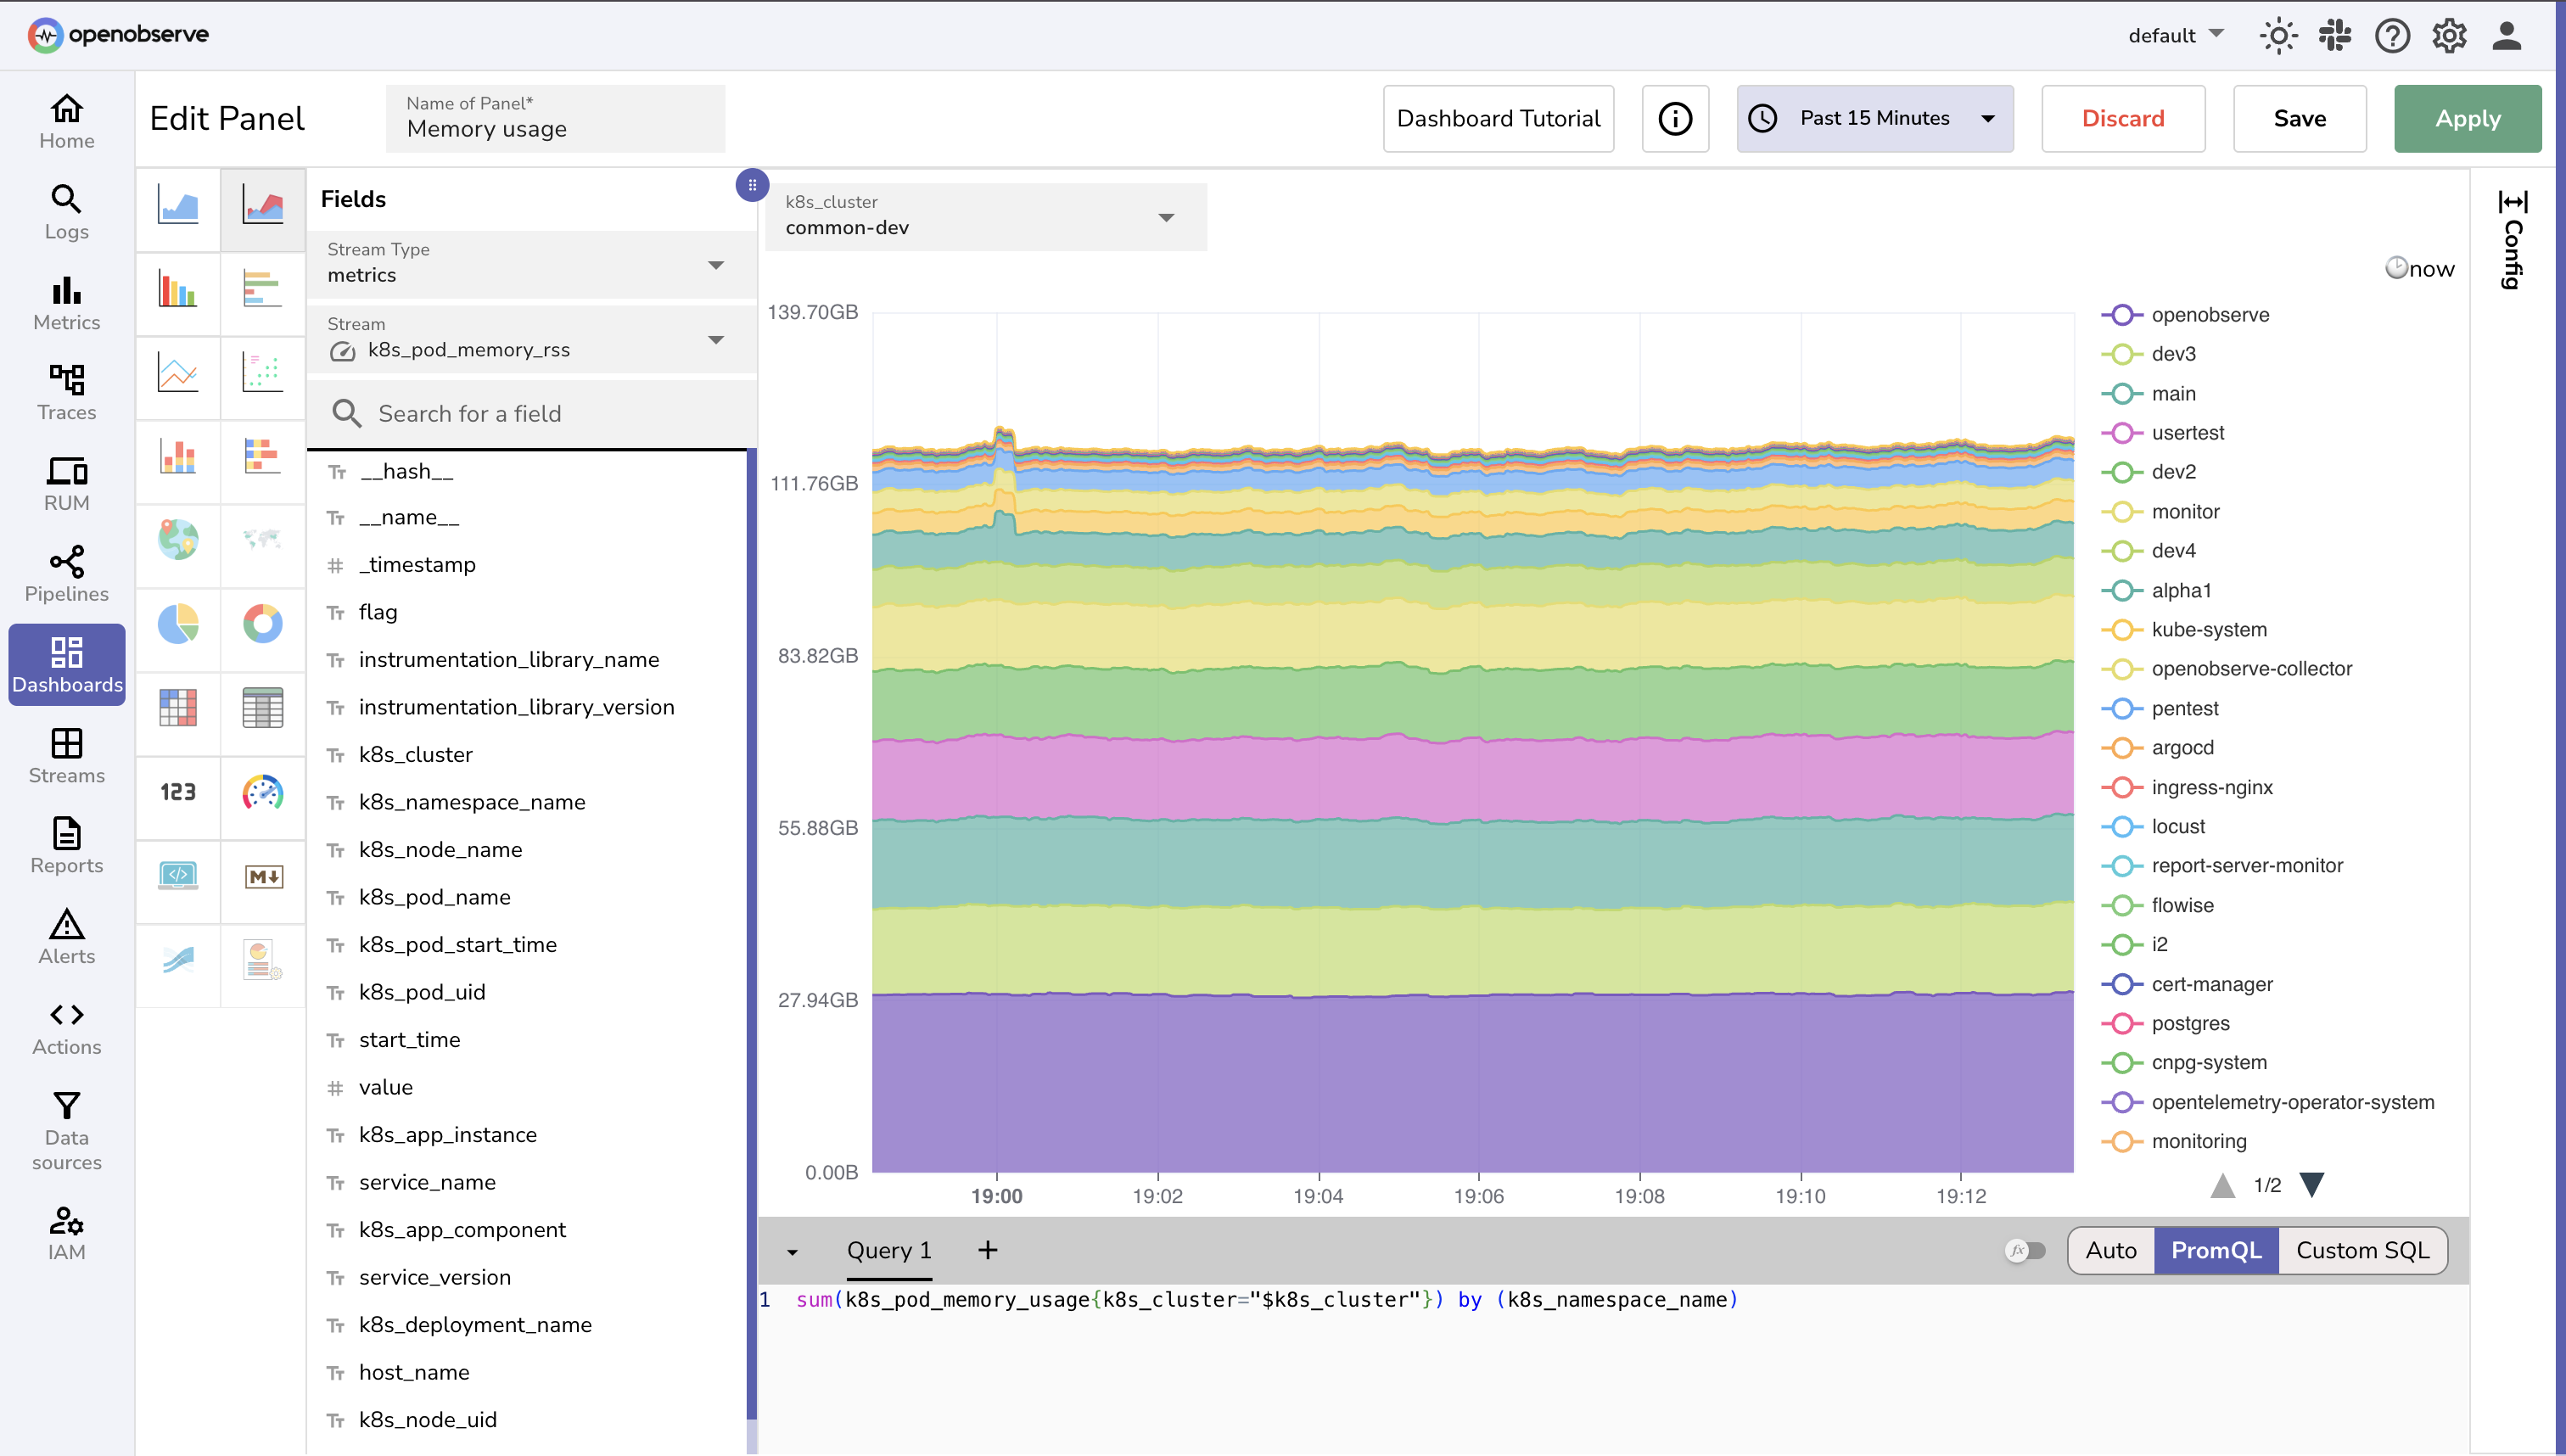 openobserve
default
Home
Logs
Metrics
Traces
RUM
Pipelines
Dashboards
Streams
Reports
Alerts
Actions
Data
sources
IAM
Edit Panel
Name of Panel*
Memory usage
Dashboard Tutorial
Past 15 Minutes
Discard
Save
Apply
123
M
Fields
Stream Type
metrics
Stream
k8s_pod_memory_rss
Search for a field
__hash__
__name__
_timestamp
flag
instrumentation_library_name
instrumentation_library_version
k8s_cluster
k8s_namespace_name
k8s_node_name
k8s_pod_name
k8s_pod_start_time
k8s_pod_uid
start_time
value
k8s_app_instance
service_name
k8s_app_component
service_version
k8s_deployment_name
host_name
k8s_node_uid
k8s_cluster
common-dev
now
Config
139.70GB
111.76GB
83.82GB
55.88GB
27.94GB
0.00B
19:00
19:02
19:04
19:06
19:08
19:10
19:12
openobserve
dev3
main
usertest
dev2
monitor
dev4
alpha1
kube-system
openobserve-collector
pentest
argocd
ingress-nginx
locust
report-server-monitor
flowise
i2
cert-manager
postgres
cnpg-system
opentelemetry-operator-system
monitoring
1/2
Query 1
+
fx
Auto
PromQL
Custom SQL
1 sum(k8s_pod_memory_usage{k8s_cluster="$k8s_cluster"}) by (k8s_namespace_name)